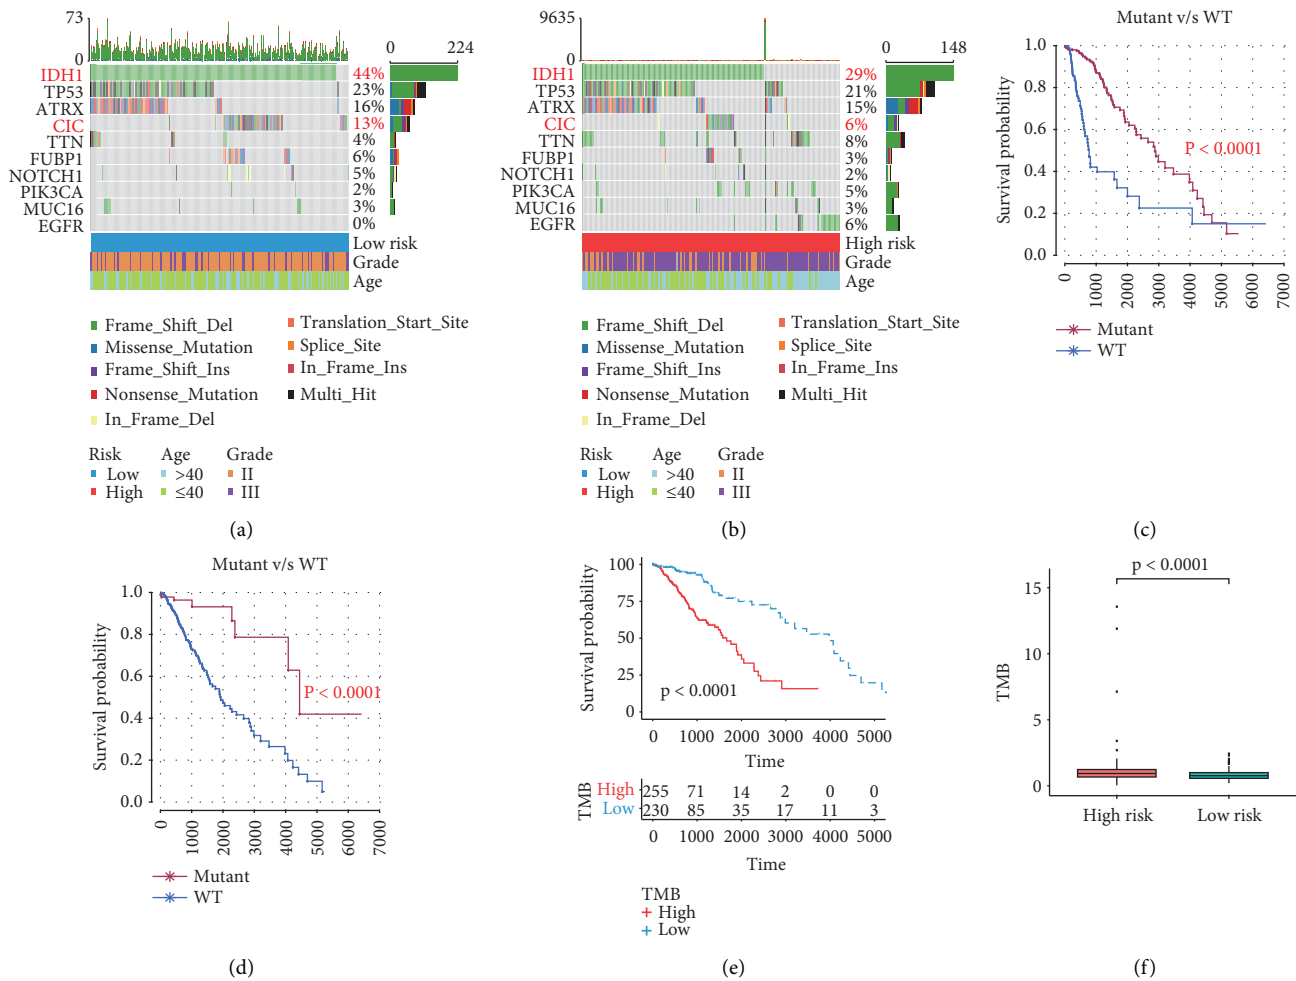 73
0
0 224
IDH1 44%
TP53 23%
ATRX 16%
CIC 13%
TTN 4%
FUBP1 6%
NOTCH1 5%
PIK3CA 2%
MUC16 3%
EGFR 0%
Low risk
Grade
Age
Frame_Shift_Del
Missense_Mutation
Frame_Shift_Ins
Nonsense_Mutation
In_Frame_Del
Translation_Start_Site
Splice_Site
In_Frame_Ins
Multi_Hit
Risk Age Grade
Low >40 II
High ≤40 III
(a)
9635
0
0 148
IDH1 29%
TP53 21%
ATRX 15%
CIC 6%
TTN 8%
FUBP1 3%
NOTCH1 2%
PIK3CA 5%
MUC16 3%
EGFR 6%
High risk
Grade
Age
Frame_Shift_Del
Missense_Mutation
Frame_Shift_Ins
Nonsense_Mutation
In_Frame_Del
Translation_Start_Site
Splice_Site
In_Frame_Ins
Multi_Hit
Risk Age Grade
Low >40 II
High ≤40 III
(b)
Mutant v/s WT
Survival probability
1.0
0.8
0.6
0.4
0.2
0.0
P < 0.0001
0 1000 2000 3000 4000 5000 6000 7000
Mutant
WT
(c)
Mutant v/s WT
Survival probability
1.0
0.8
0.6
0.4
0.2
0.0
P < 0.0001
0 1000 2000 3000 4000 5000 6000 7000
Mutant
WT
(d)
Survival probability
100
75
50
25
0
p < 0.0001
0 1000 2000 3000 4000 5000
Time
TMB
High 255 71 14 2 0 0
Low 230 85 35 17 11 3
0 1000 2000 3000 4000 5000
Time
TMB
High
Low
(e)
TMB
15
10
5
0
p < 0.0001
High risk Low risk
(f)